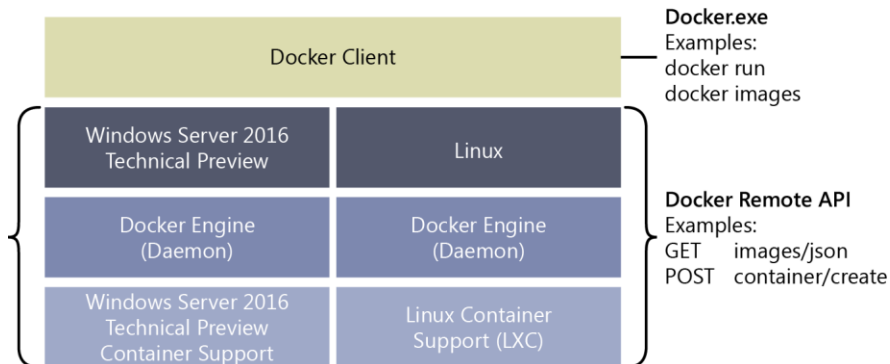 Docker Client
Docker.exe
Examples:
docker run
docker images
Windows Server 2016
Technical Preview
Linux
Docker Engine
(Daemon)
Docker Engine
(Daemon)
Windows Server 2016
Technical Preview
Container Support
Linux Container
Support (LXC)
Docker Remote API
Examples:
GET images/json
POST container/create